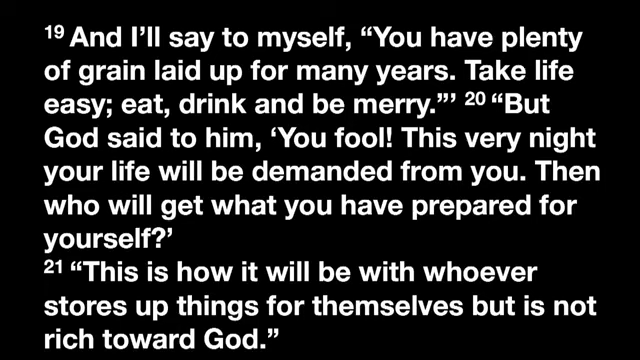 19 And I’ll say to myself, “You have plenty
of grain laid up for many years. Take life
easy; eat, drink and be merry.”’ 20 “But
God said to him, ‘You fool! This very night
your life will be demanded from you. Then
who will get what you have prepared for
yourself?’
21 “This is how it will be with whoever
stores up things for themselves but is not
rich toward God.”